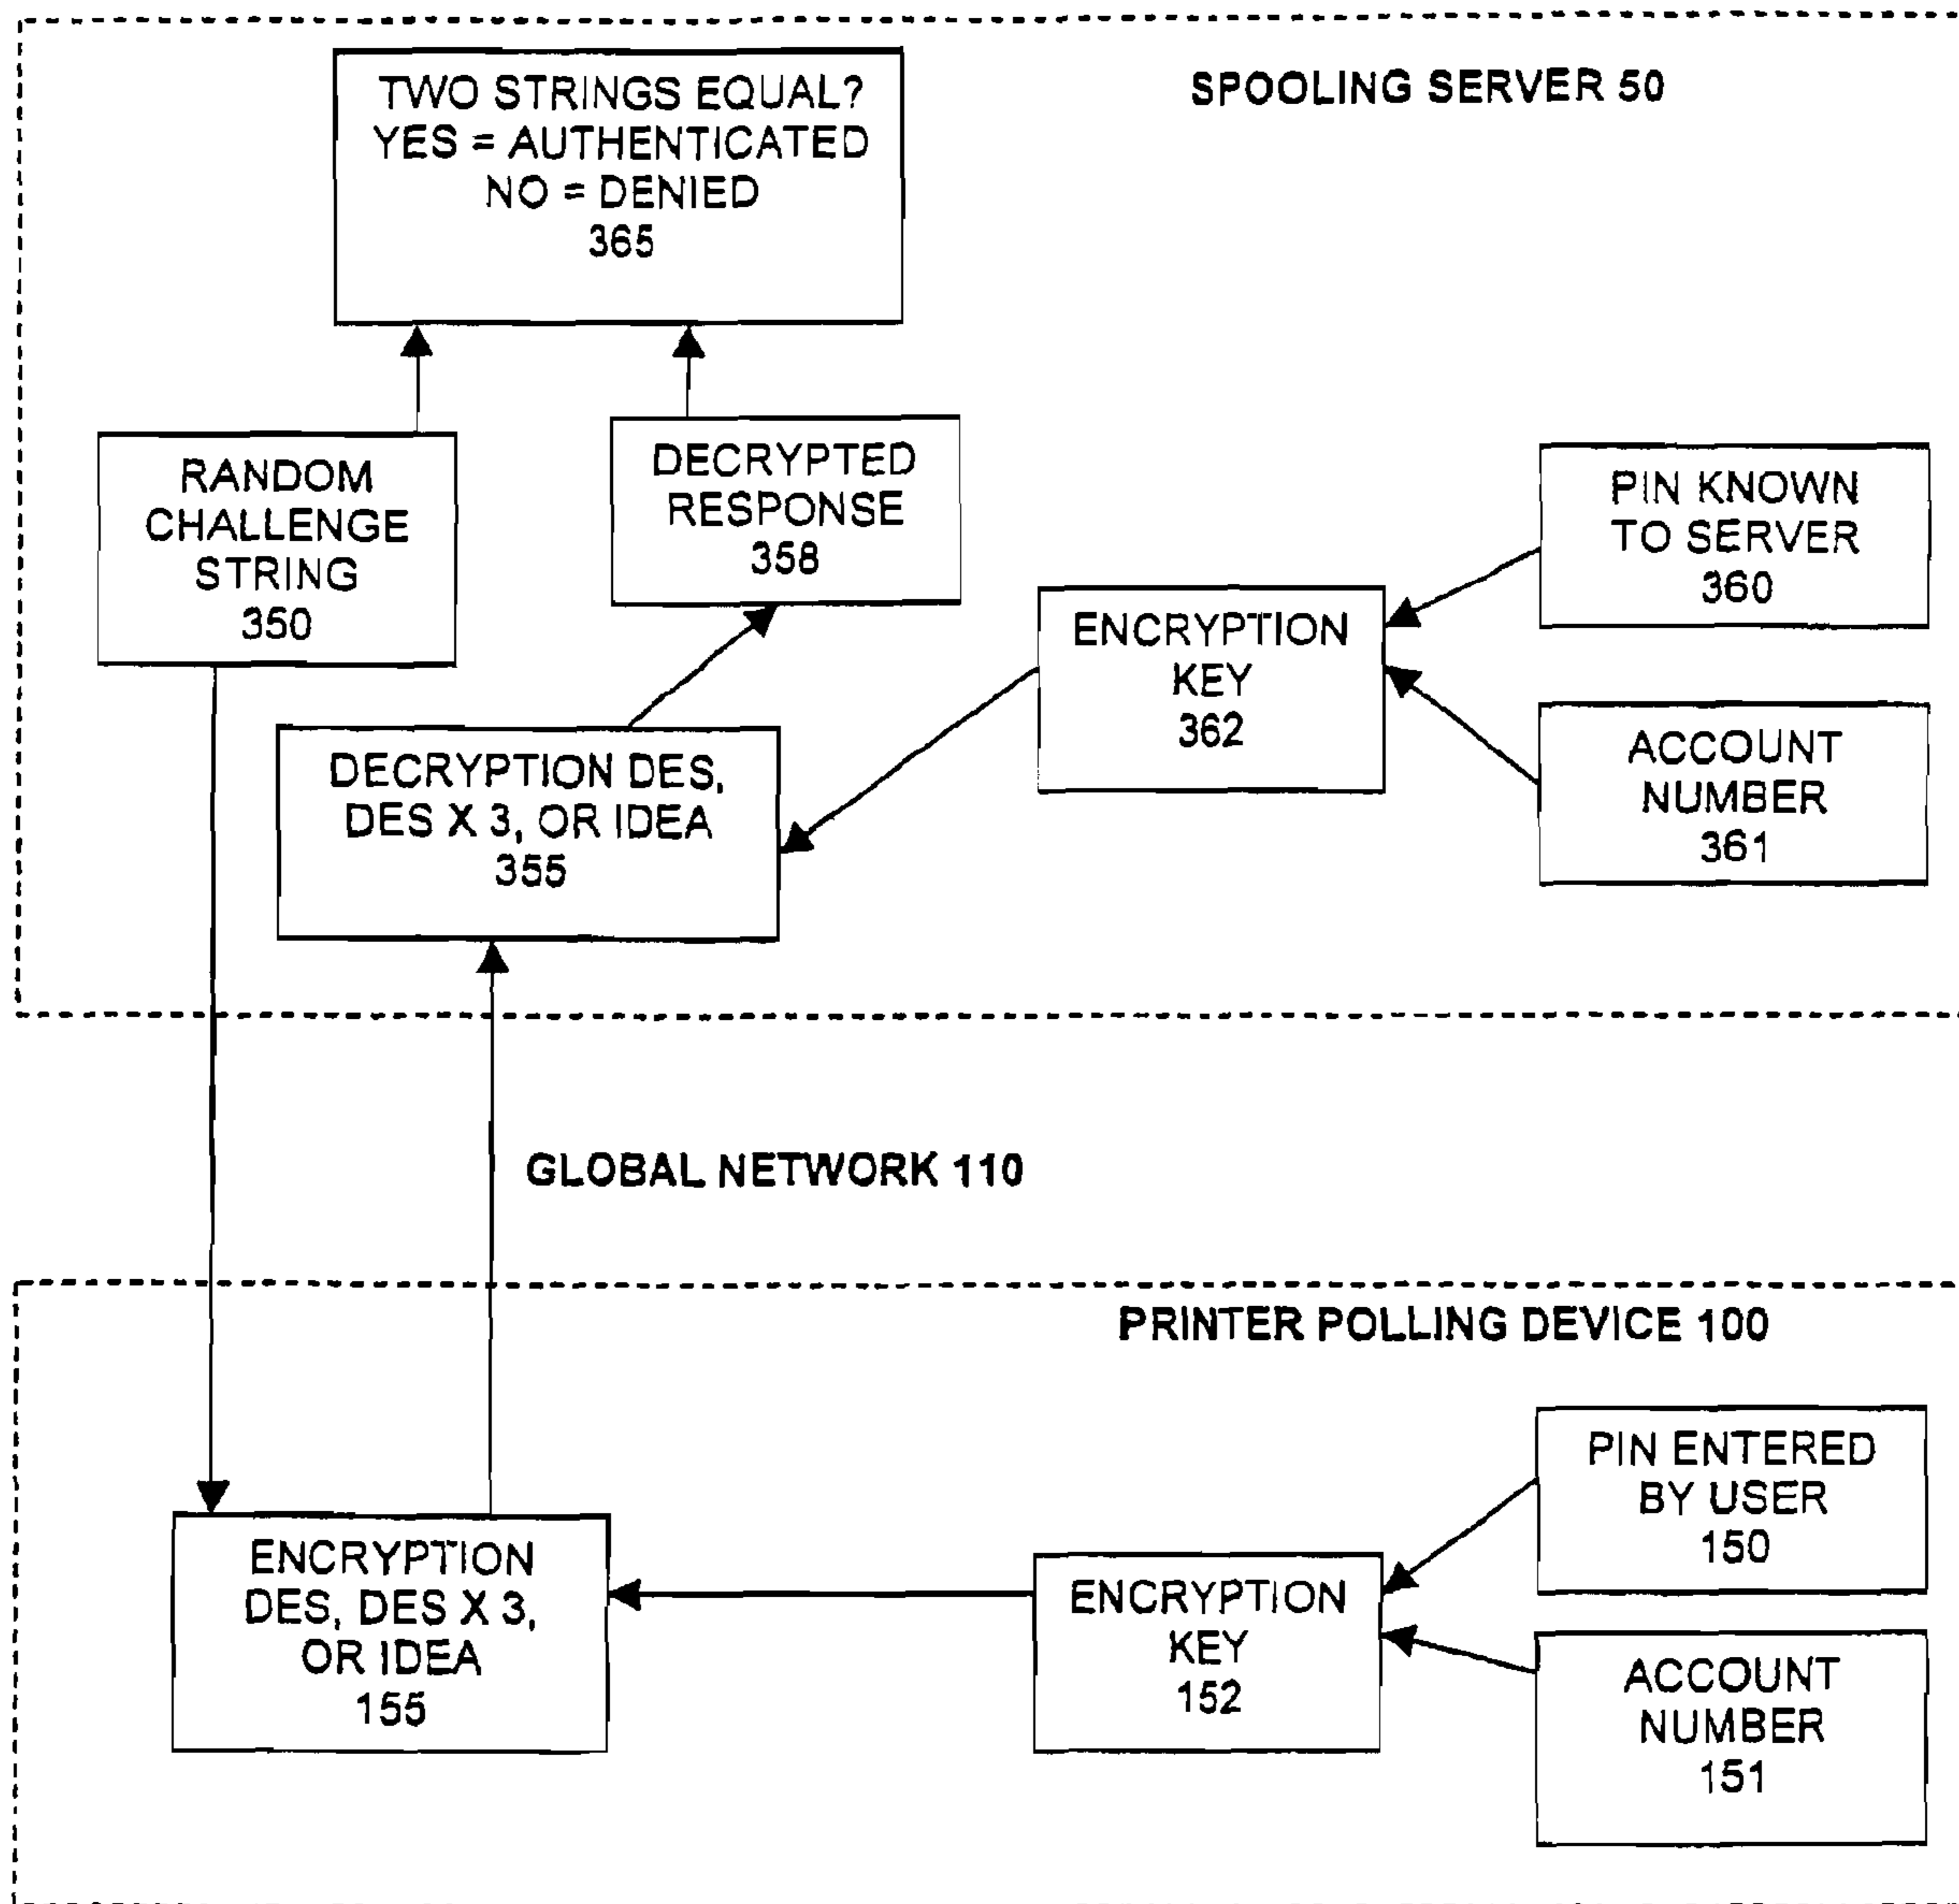 SPOOLING SERVER 50
TWO STRINGS EQUAL?
YES = AUTHENTICATED
NO = DENIED
365
RANDOM
CHALLENGE
STRING
350
DECRYPTED
RESPONSE
358
PIN KNOWN
TO SERVER
360
ENCRYPTION
KEY
362
ACCOUNT
NUMBER
361
DECRYPTION DES,
DES X 3, OR IDEA
355
GLOBAL NETWORK 110
PRINTER POLLING DEVICE 100
PIN ENTERED
BY USER
150
ENCRYPTION
DES, DES X 3,
OR IDEA
155
ENCRYPTION
KEY
152
ACCOUNT
NUMBER
151